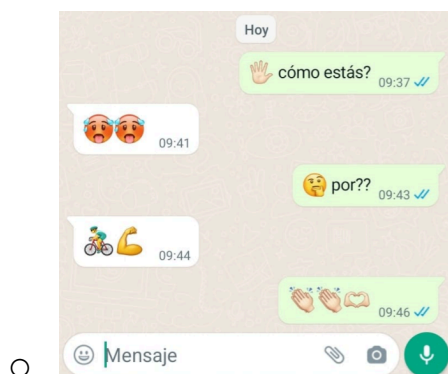 Hoy
🖐🏻 cómo estás?
09:37
🥵🥵
09:41
🤔 por??
09:43
🚴🏻‍♂️💪
09:44
👏🏻👏🏻🫶🏻
09:46
Mensaje